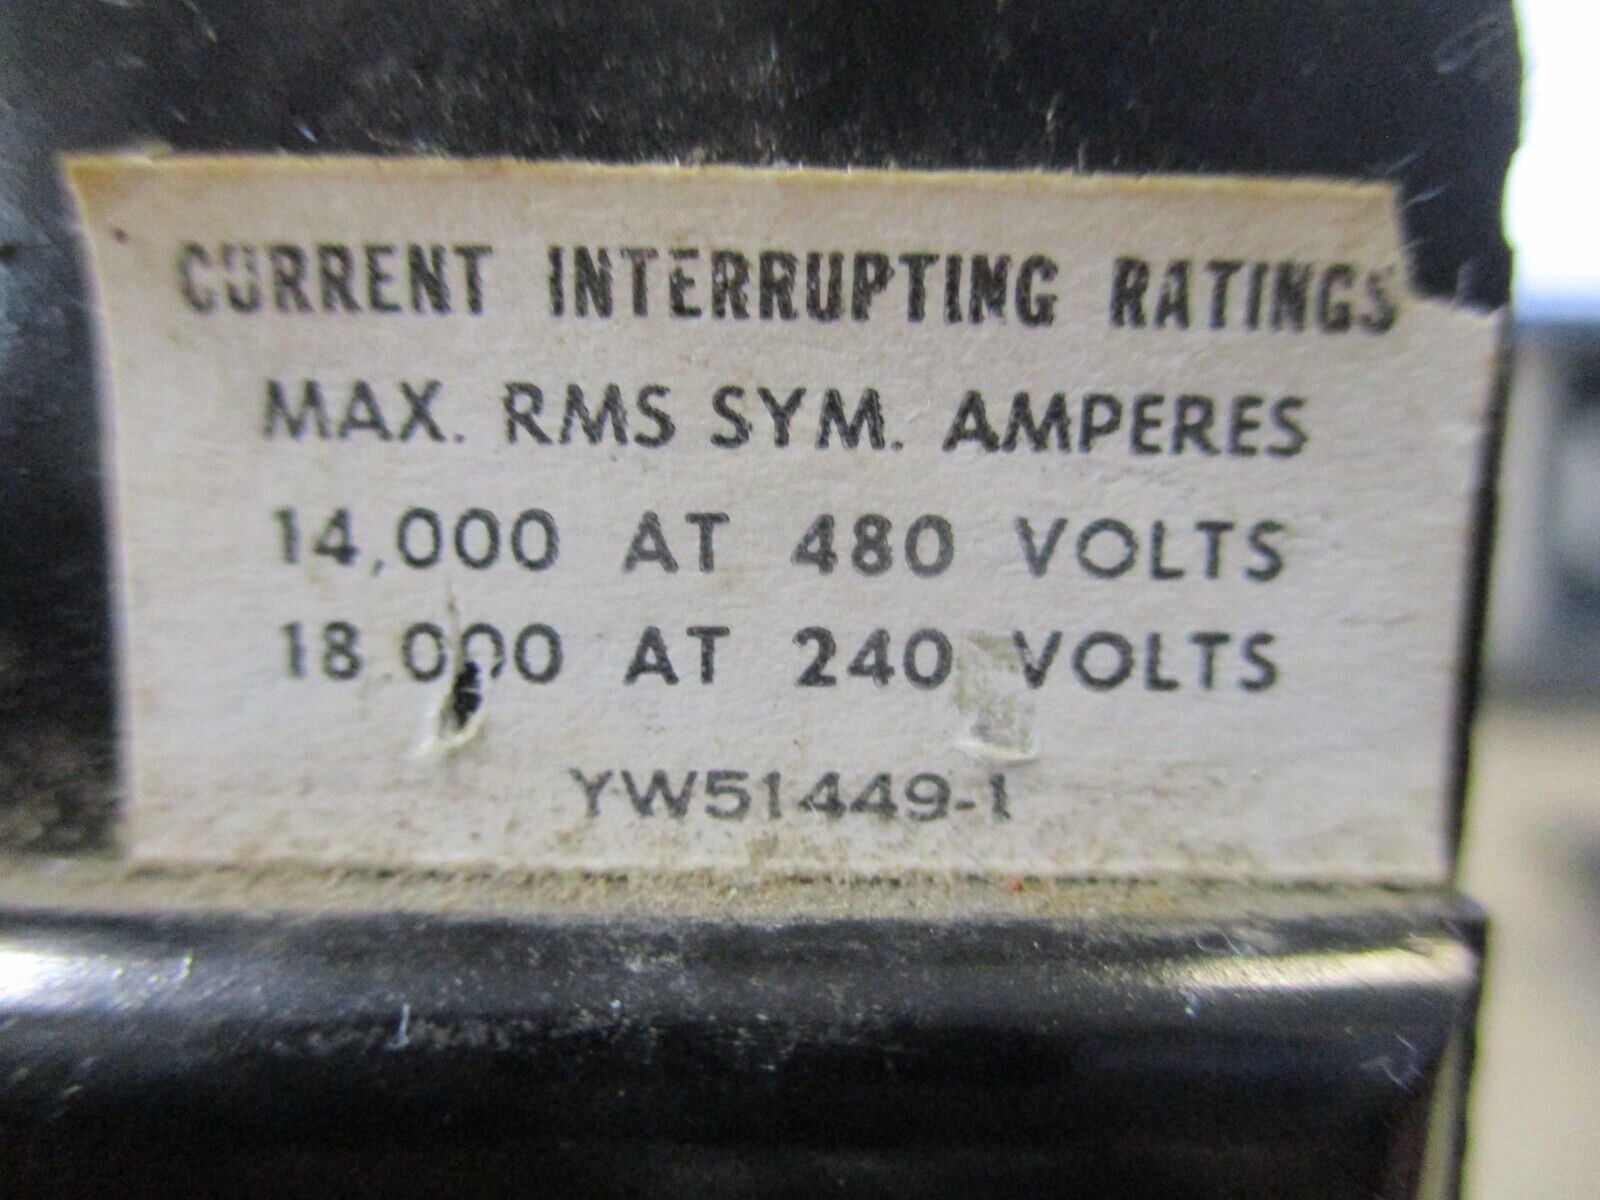 CURRENT INTERRUPTING RATINGS
MAX. RMS SYM. AMPERES
14,000 AT 480 VOLTS
18 000 AT 240 VOLTS
YW51449-1